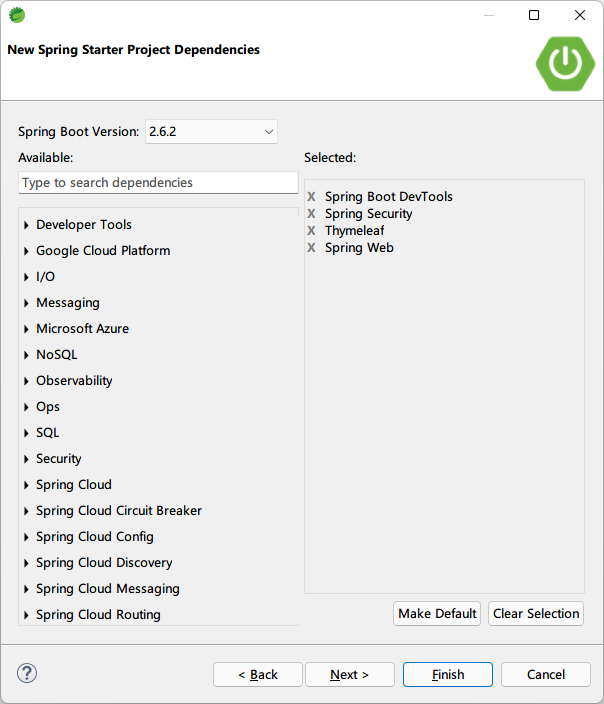 New Spring Starter Project Dependencies
Spring Boot Version: 2.6.2
Available:
Type to search dependencies
Developer Tools
Google Cloud Platform
I/O
Messaging
Microsoft Azure
NoSQL
Observability
Ops
SQL
Security
Spring Cloud
Spring Cloud Circuit Breaker
Spring Cloud Config
Spring Cloud Discovery
Spring Cloud Messaging
Spring Cloud Routing
Selected:
X Spring Boot DevTools
X Spring Security
X Thymeleaf
X Spring Web
Make Default Clear Selection
? < Back Next > Finish Cancel